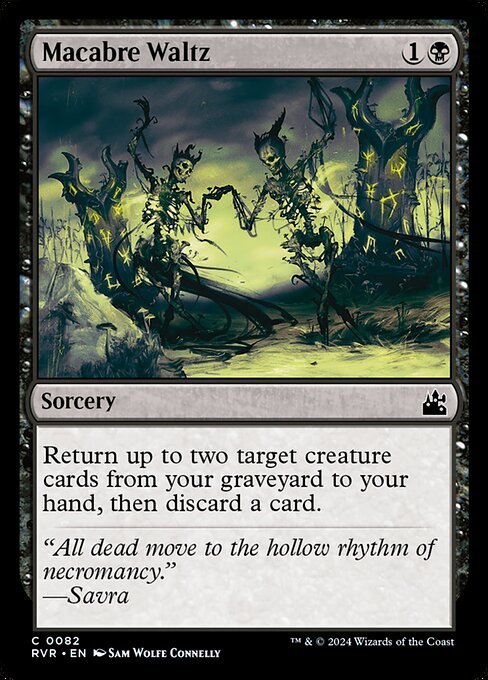 Macabre Waltz 1
Sorcery
Return up to two target creature
cards from your graveyard to your
hand, then discard a card.
“All dead move to the hollow rhythm of
necromancy.”
—Savra
C 0082
RVR • EN Sam Wolfe Connelly
™ & © 2024 Wizards of the Coast